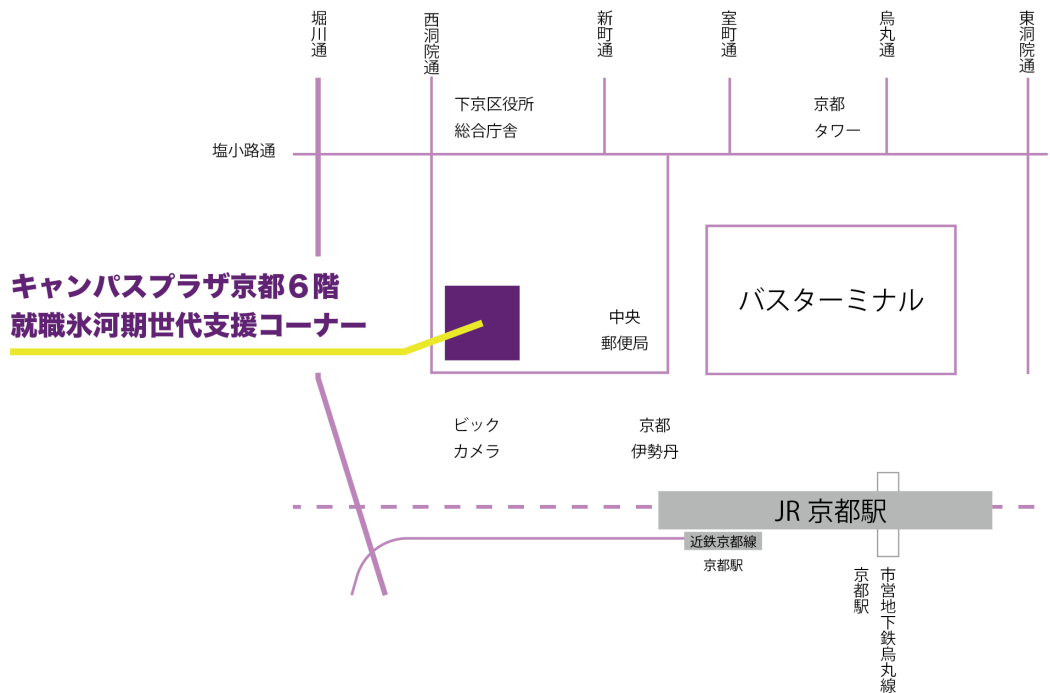 堀川通
西洞院通
新町通
室町通
烏丸通
東洞院通
下京区役所
総合庁舎
京都
タワー
塩小路通
キャンパスプラザ京都６階
就職氷河期世代支援コーナー
バスターミナル
中央
郵便局
ビック
カメラ
京都
伊勢丹
JR 京都駅
近鉄京都線
京都駅
市営地下鉄烏丸線
京都駅